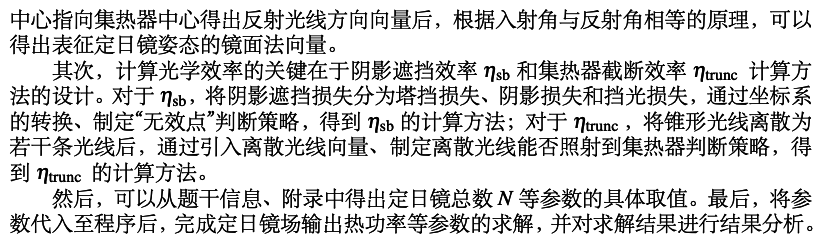 中心指向集热器中心得出反射光线方向向量后，根据入射角与反射角相等的原理，可以
得出表征定日镜姿态的镜面法向量。
其次，计算光学效率的关键在于阴影遮挡效率 ηsb 和集热器截断效率 ηtrunc 计算方
法的设计。对于 ηsb，将阴影遮挡损失分为塔挡损失、阴影损失和挡光损失，通过坐标系
的转换、制定“无效点”判断策略，得到 ηsb 的计算方法；对于 ηtrunc，将锥形光线离散为
若干条光线后，通过引入离散光线向量、制定离散光线能否照射到集热器判断策略，得
到 ηtrunc 的计算方法。
然后，可以从题干信息、附录中得出定日镜总数 N 等参数的具体取值。最后，将参
数代入至程序后，完成定日镜场输出热功率等参数的求解，并对求解结果进行结果分析。